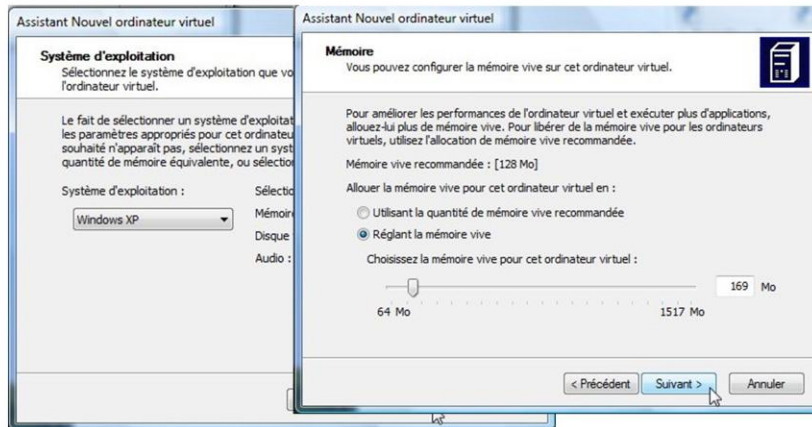 Assistant Nouvel ordinateur virtuel
Système d'exploitation
Sélectionnez le système d'exploitation que vo
l'ordinateur virtuel.
Le fait de sélectionner un système d'exploitat
les paramètres appropriés pour cet ordinateu
souhaité n'apparaît pas, sélectionnez un syst
quantité de mémoire équivalente, ou sélection
Système d'exploitation :
Sélectio
Windows XP
Mémoire
Disque
Audio :
Assistant Nouvel ordinateur virtuel
Mémoire
Vous pouvez configurer la mémoire vive sur cet ordinateur virtuel.
Pour améliorer les performances de l'ordinateur virtuel et exécuter plus d'applications,
allouez-lui plus de mémoire vive. Pour libérer de la mémoire vive pour les ordinateurs
virtuels, utilisez l'allocation de mémoire vive recommandée.
Mémoire vive recommandée : [128 Mo]
Allouer la mémoire vive pour cet ordinateur virtuel en :
Utilisant la quantité de mémoire vive recommandée
Réglant la mémoire vive
Choisissez la mémoire vive pour cet ordinateur virtuel :
169 Mo
64 Mo 1517 Mo
< Précédent Suivant > Annuler